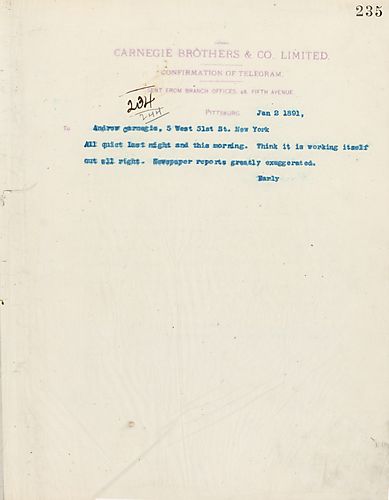 235
CARNEGIE BROTHERS & CO. LIMITED,
CONFIRMATION OF TELEGRAM,
SENT FROM BRANCH OFFICES, 48, FIFTH AVENUE.
234
244
PITTSBURG Jan 2 1891,
To Andrew Carnegie, 5 West 51st St. New York
All quiet last night and this morning. Think it is working itself
out all right. Newspaper reports greatly exaggerated.
Early